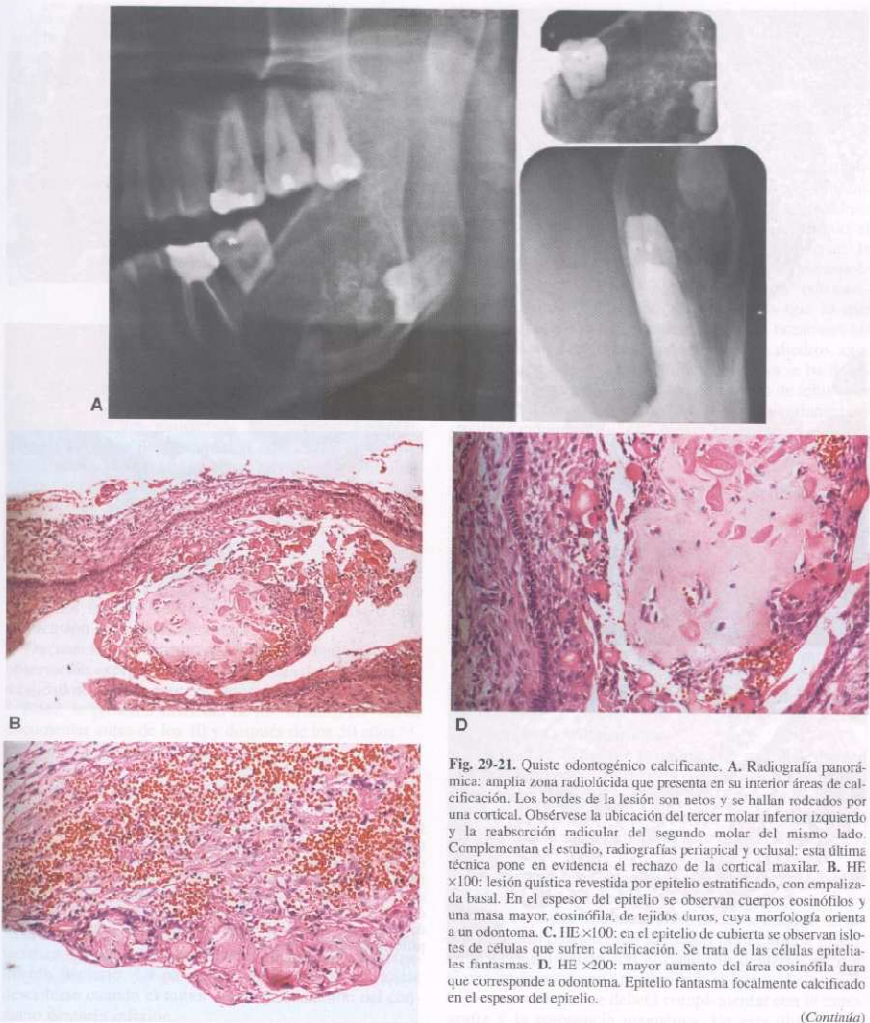 A
B
D
Fig. 29-21. Quiste odontogénico calcificante. A. Radiografía panorá-
mica: amplia zona radiolúcida que presenta en su interior áreas de cal-
cificación. Los bordes de la lesión son netos y se hallan rodeados por
una cortical. Obsérvese la ubicación del tercer molar inferior izquierdo
y la reabsorción radicular del segundo molar del mismo lado.
Complementan el estudio, radiografías periapical y oclusal: esta última
técnica pone en evidencia el rechazo de la cortical maxilar. B. HE
×100: lesión quística revestida por epitelio estratificado, con empaliza-
da basal. En el espesor del epitelio se observan cuerpos eosinófilos y
una masa mayor, eosinófila, de tejidos duros, cuya morfología orienta
a un odontoma. C. HE ×100: en el epitelio de cubierta se observan islo-
tes de células que sufren calcificación. Se trata de las células epitelia-
les fantasmas. D. HE ×200: mayor aumento del área eosinófila dura
que corresponde a odontoma. Epitelio fantasma focalmente calcificado
en el espesor del epitelio.
(Continúa)